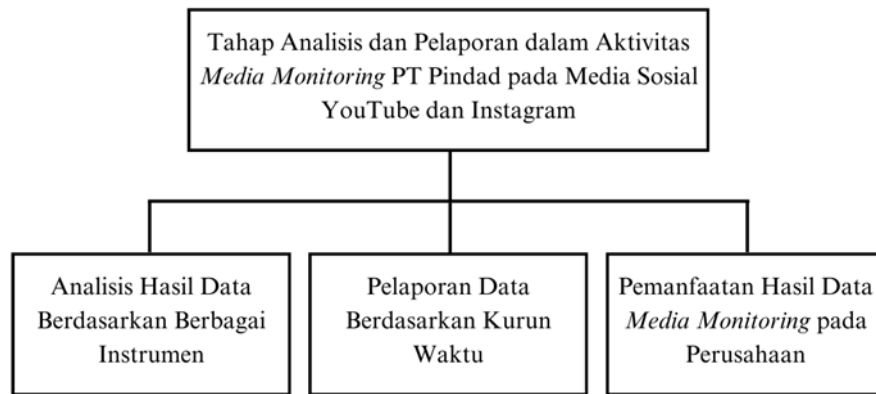 Tahap Analisis dan Pelaporan dalam Aktivitas
Media Monitoring PT Pindad pada Media Sosial
YouTube dan Instagram
Analisis Hasil Data
Berdasarkan Berbagai
Instrumen
Pelaporan Data
Berdasarkan Kurun
Waktu
Pemanfaatan Hasil Data
Media Monitoring pada
Perusahaan